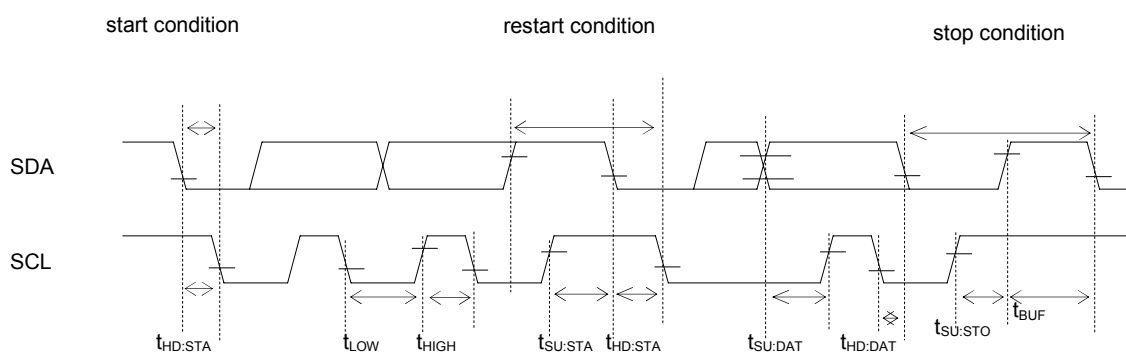 start condition
restart condition
stop condition
SDA
SCL
tHD:STA
tLOW
tHIGH
tSU:STA
tHD:STA
tSU:DAT
tHD:DAT
tSU:STO
tBUF